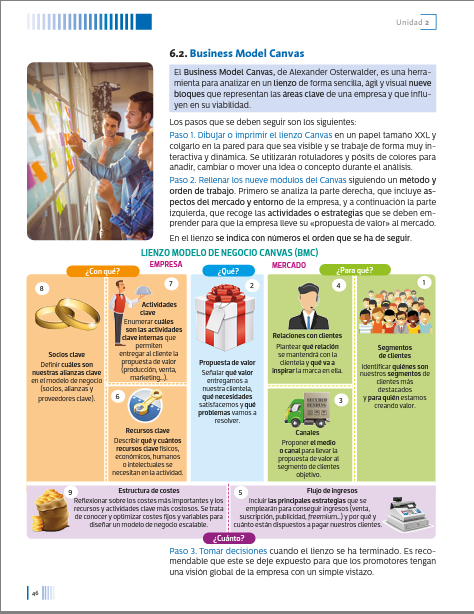 Unidad 2
6.2. Business Model Canvas
El Business Model Canvas, de Alexander Osterwalder, es una herra-
mienta para analizar en un lienzo de forma sencilla, ágil y visual nueve
bloques que representan las áreas clave de una empresa y que influ-
yen en su viabilidad.
Los pasos que se deben seguir son los siguientes:
Paso 1. Dibujar o imprimir el lienzo Canvas en un papel tamaño XXL y
colgarlo en la pared para que sea visible y se trabaje de forma muy in-
teractiva y dinámica. Se utilizarán rotuladores y pósits de colores para
añadir, cambiar o mover una idea o concepto durante el análisis.
Paso 2. Rellenar los nueve módulos del Canvas siguiendo un método y
orden de trabajo. Primero se analiza la parte derecha, que incluye as-
pectos del mercado y entorno de la empresa, y a continuación la parte
izquierda, que recoge las actividades o estrategias que se deben em-
prender para que la empresa lleve su «propuesta de valor» al mercado.
En el lienzo se indica con números el orden que se ha de seguir.
LIENZO MODELO DE NEGOCIO CANVAS (BMC)
¿Con qué?
EMPRESA
¿Qué?
MERCADO
¿Para qué?
8
Socios clave
Definir cuáles son
nuestras alianzas clave
en el modelo de negocio
(socios, alianzas y
proveedores clave).
7
Actividades
clave
Enumerar cuáles
son las actividades
clave internas que
permiten
entregar al cliente la
propuesta de valor
(producción, venta,
marketing...).
6
Recursos clave
Describir qué y cuántos
recursos clave físicos,
económicos, humanos
o intelectuales se
necesitan en la actividad.
2
Propuesta de valor
Señalar qué valor
entregamos a
nuestra clientela,
qué necesidades
satisfacemos y qué
problemas vamos a
resolver.
4
Relaciones con clientes
Plantear qué relación
se mantendrá con la
clientela y qué va a
inspirar la marca en ella.
3
Canales
Proponer el medio
o canal para llevar la
propuesta de valor al
segmento de clientes
objetivo.
1
Segmentos
de clientes
Identificar quiénes son
nuestros segmentos de
clientes más
destacados
y para quién estamos
creando valor.
9
Estructura de costes
Reflexionar sobre los costes más importantes y los
recursos y actividades clave más costosos. Se trata
de conocer y optimizar costes fijos y variables para
diseñar un modelo de negocio escalable.
5
Flujo de ingresos
Incluir las principales estrategias que se
emplearán para conseguir ingresos (venta,
suscripción, publicidad, freemium...) y por qué y
cuánto están dispuestos a pagar nuestros clientes.
¿Cuánto?
Paso 3. Tomar decisiones cuando el lienzo se ha terminado. Es reco-
mendable que este se deje expuesto para que los promotores tengan
una visión global de la empresa con un simple vistazo.
46